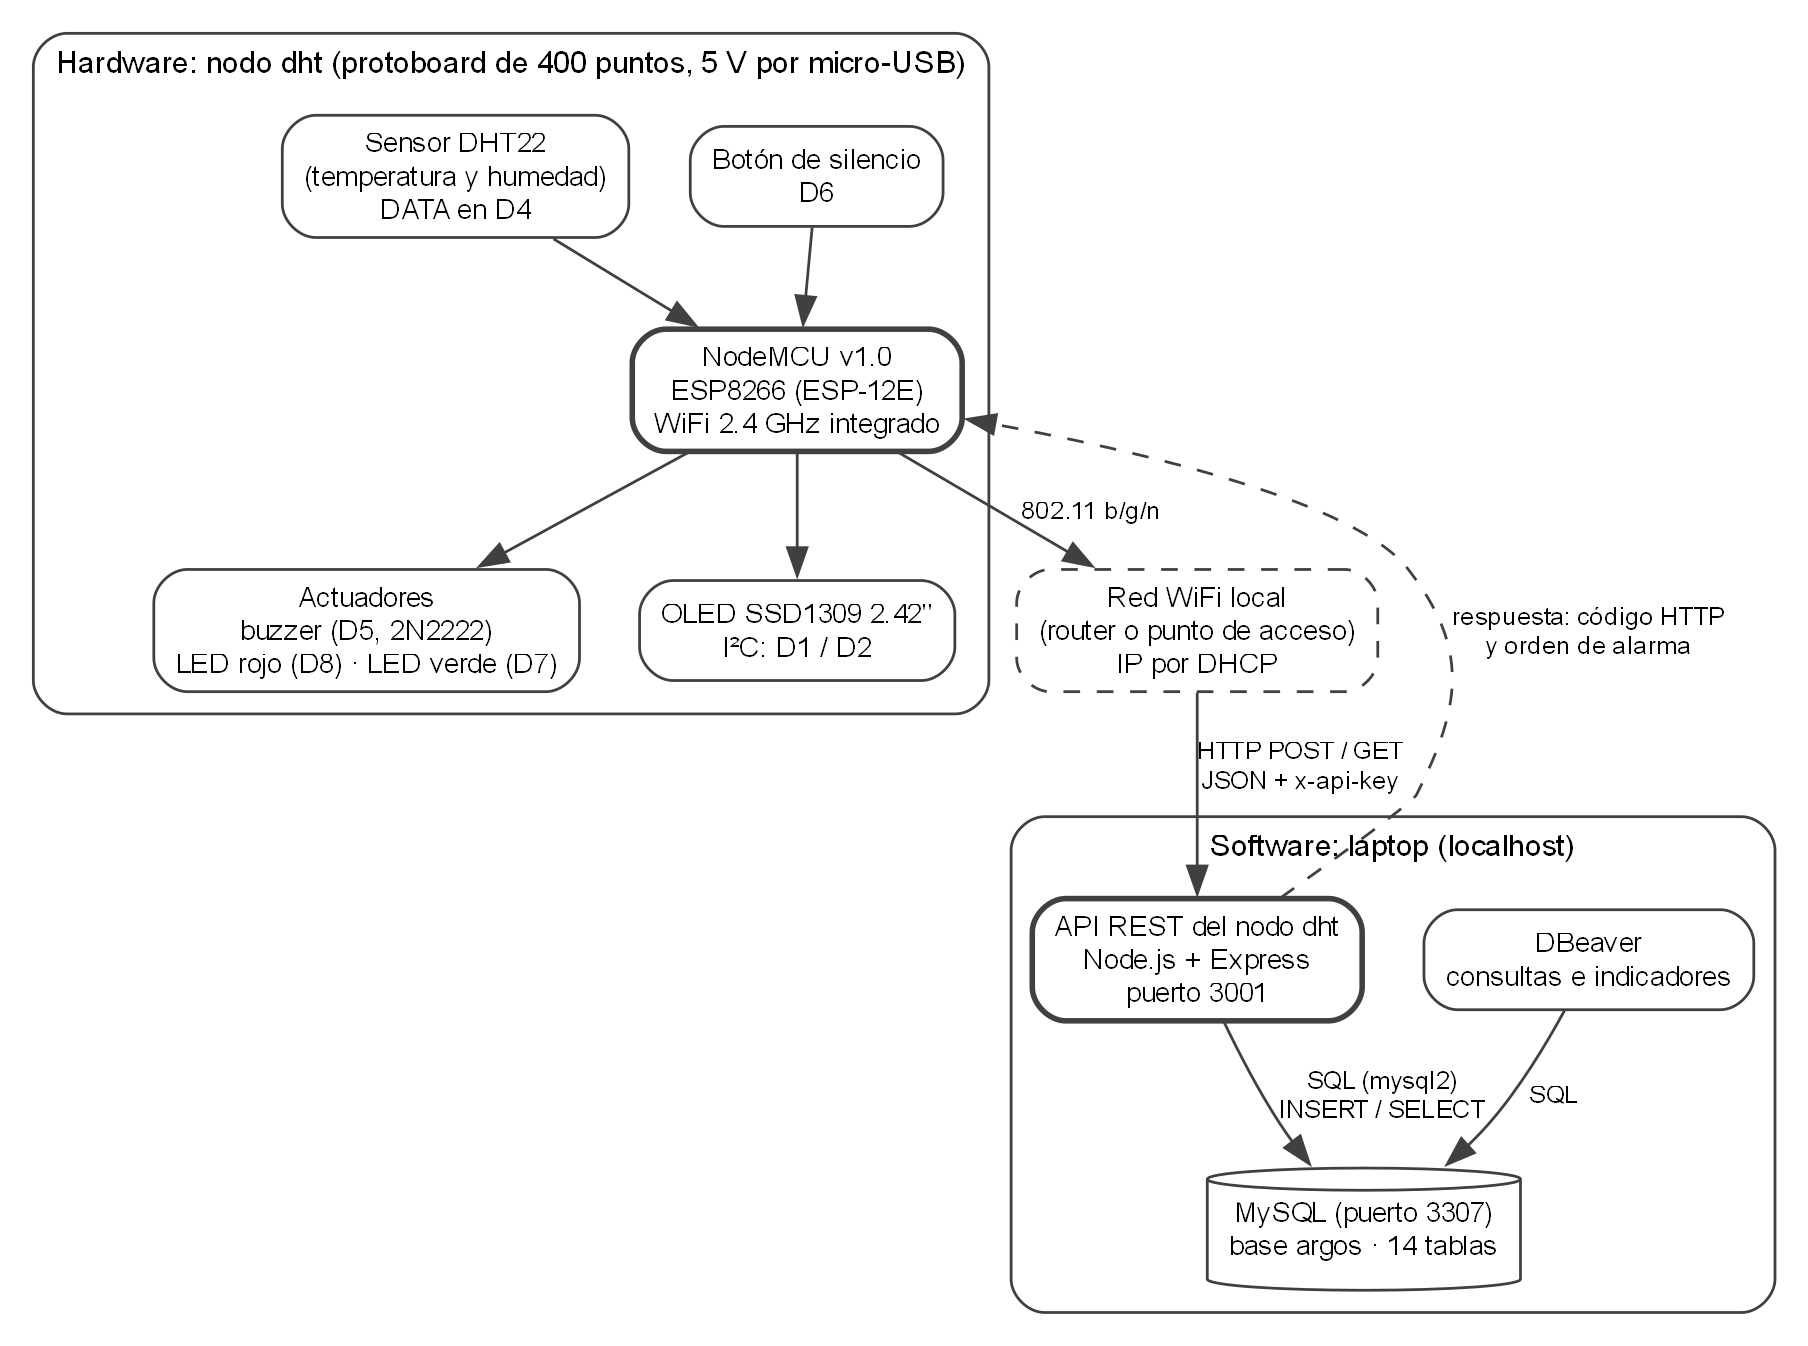 Hardware: nodo dht (protoboard de 400 puntos, 5 V por micro-USB)
Sensor DHT22
(temperatura y humedad)
DATA en D4
Botón de silencio
D6
NodeMCU v1.0
ESP8266 (ESP-12E)
WiFi 2.4 GHz integrado
802.11 b/g/n
Actuadores
buzzer (D5, 2N2222)
LED rojo (D8) · LED verde (D7)
OLED SSD1309 2.42"
I²C: D1 / D2
Red WiFi local
(router o punto de acceso)
IP por DHCP
respuesta: código HTTP
y orden de alarma
HTTP POST / GET
JSON + x-api-key
Software: laptop (localhost)
API REST del nodo dht
Node.js + Express
puerto 3001
DBeaver
consultas e indicadores
SQL (mysql2)
INSERT / SELECT
SQL
MySQL (puerto 3307)
base argos · 14 tablas